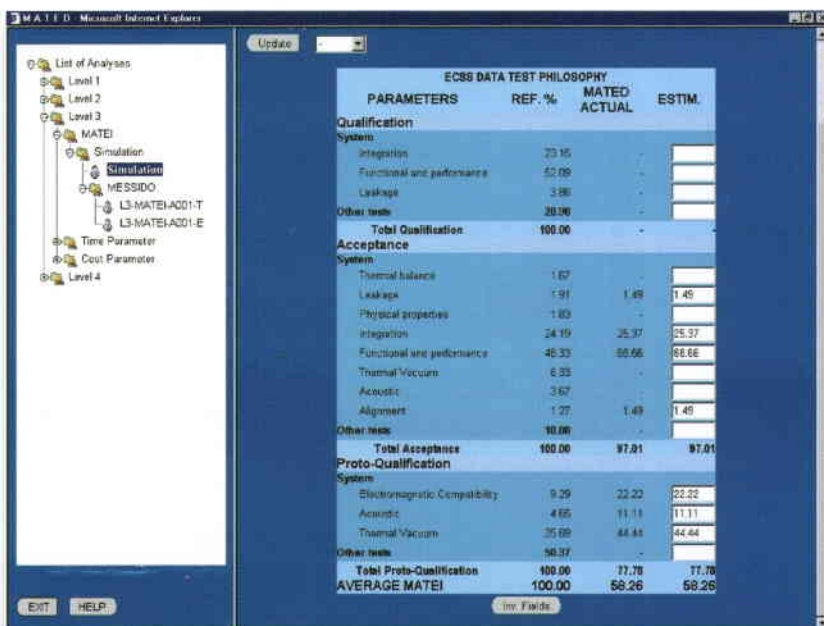 M A T E D - Microsoft Internet Explorer
Update -
List of Analyses
Level 1
Level 2
Level 3
MATEI
Simulation
Simulation
MESSIDO
L3-MATEI-A001-T
L3-MATEI-A001-E
Time Parameter
Cost Parameter
Level 4
EXIT HELP
ECSS DATA TEST PHILOSOPHY
PARAMETERS REF. % MATED ACTUAL ESTIM.
Qualification
System
Integration 23.16 -
Functional and performance 52.09 -
Leakage 3.86 -
Other tests -
Total Qualification 100.00 - -
Acceptance
System
Thermal balance 1.67 -
Leakage 1.91 1.49 1.49
Physical properties 1.83 -
Integration 24.19 25.37 25.37
Functional and performance 48.33 68.66 68.66
Thermal Vacuum 6.33 -
Acoustic 3.67 -
Alignment 1.27 1.49 1.49
Other tests -
Total Acceptance 100.00 97.01 97.01
Proto-Qualification
System
Electromagnetic Compatibility 9.29 22.22 22.22
Acoustic 4.65 11.11 11.11
Thermal Vacuum 35.69 44.44 44.44
Other tests 50.37 -
Total Proto-Qualification 100.00 77.78 77.78
AVERAGE MATEI 100.00 58.26 58.26
Inv. Fields